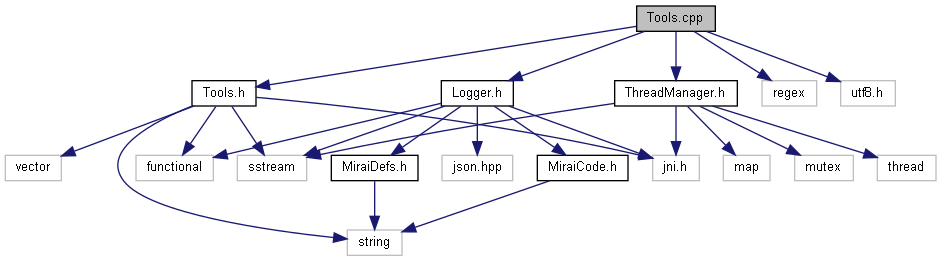 Tools.cpp
Tools.h
Logger.h
ThreadManager.h
regex
utf8.h
vector
functional
sstream
MiraiDefs.h
json.hpp
MiraiCode.h
jni.h
map
mutex
thread
string